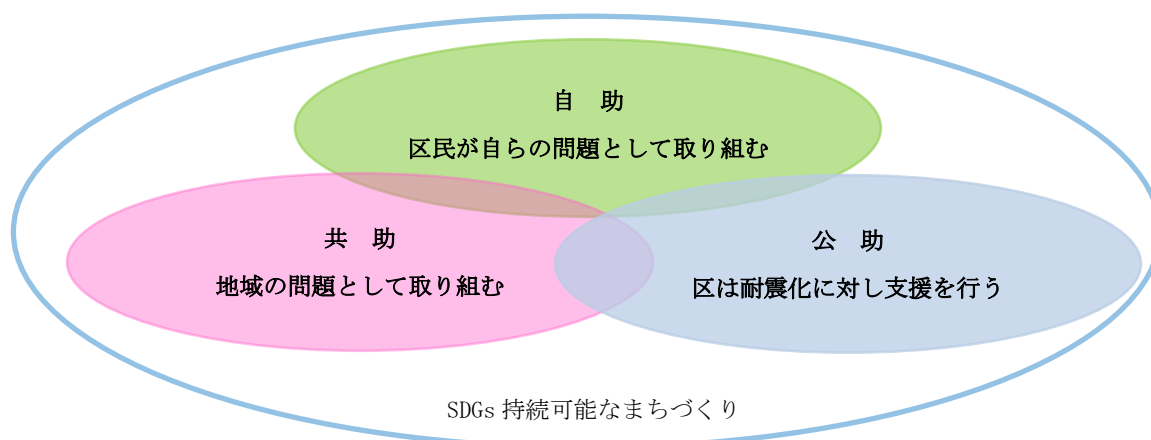 自　助
区民が自らの問題として取り組む
共　助
地域の問題として取り組む
公　助
区は耐震化に対し支援を行う
SDGs 持続可能なまちづくり